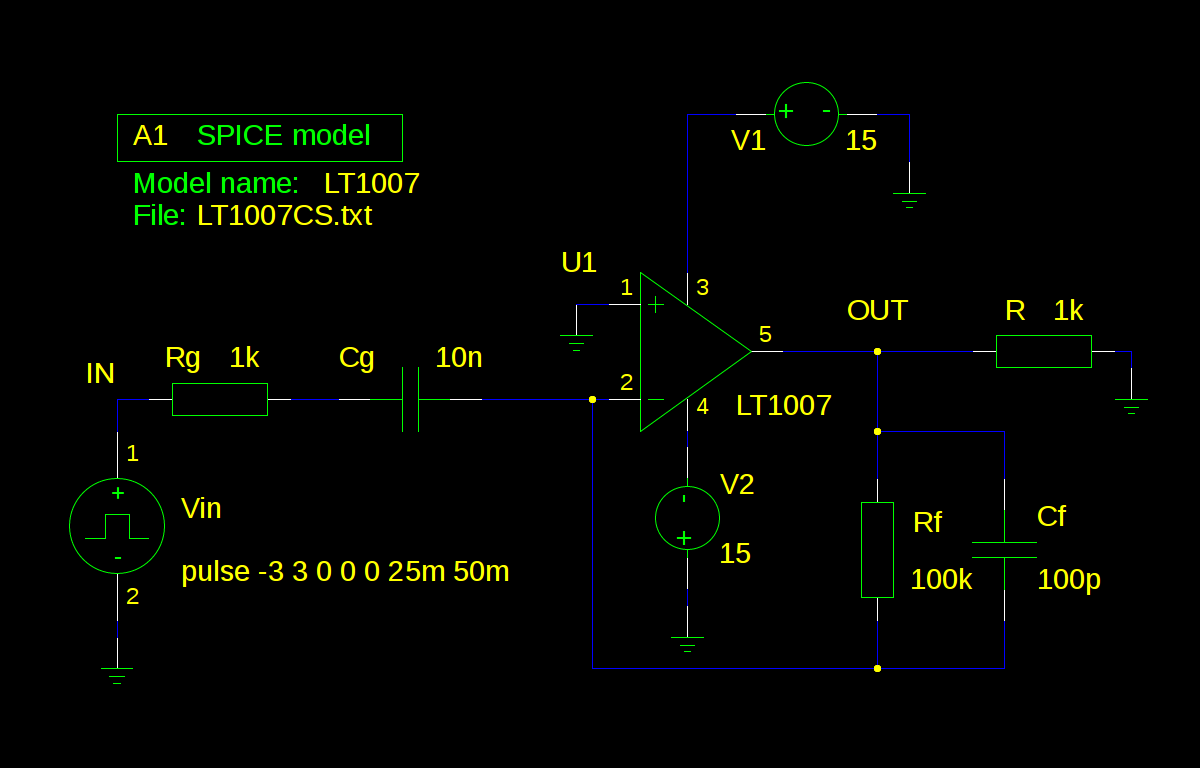 A1 SPICE model
Model name: LT1007
File: LT1007CS.txt
+ -
V1 15
U1
1 + 3
OUT R 1k
5
IN Rg 1k Cg 10n
2 -
4 LT1007
1
+
-
2
Vin
pulse -3 3 0 0 0 25m 50m
V2
-
+
15
Rf
100k
Cf
100p